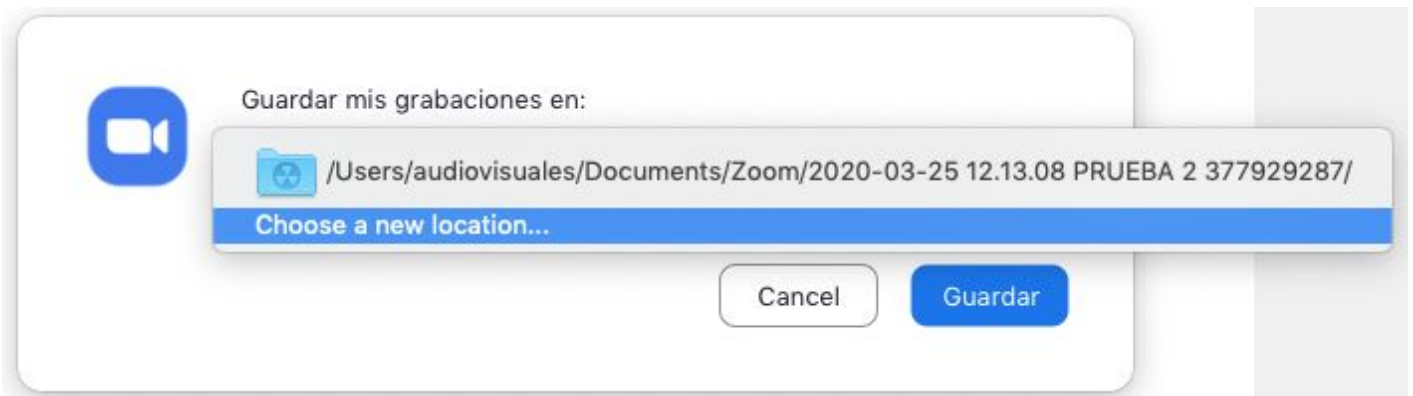 Guardar mis grabaciones en:
/Users/audiovisuales/Documents/Zoom/2020-03-25 12.13.08 PRUEBA 2 377929287/
Choose a new location...
Cancel
Guardar